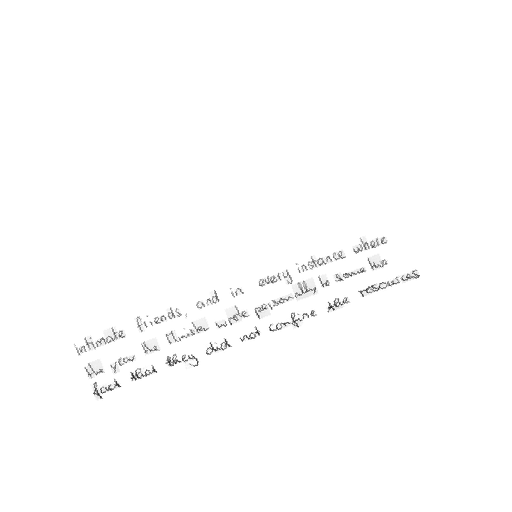 intimate friends, and in every instance where
the year the Minister wrote personally to some two
fact that they did not confine the resources